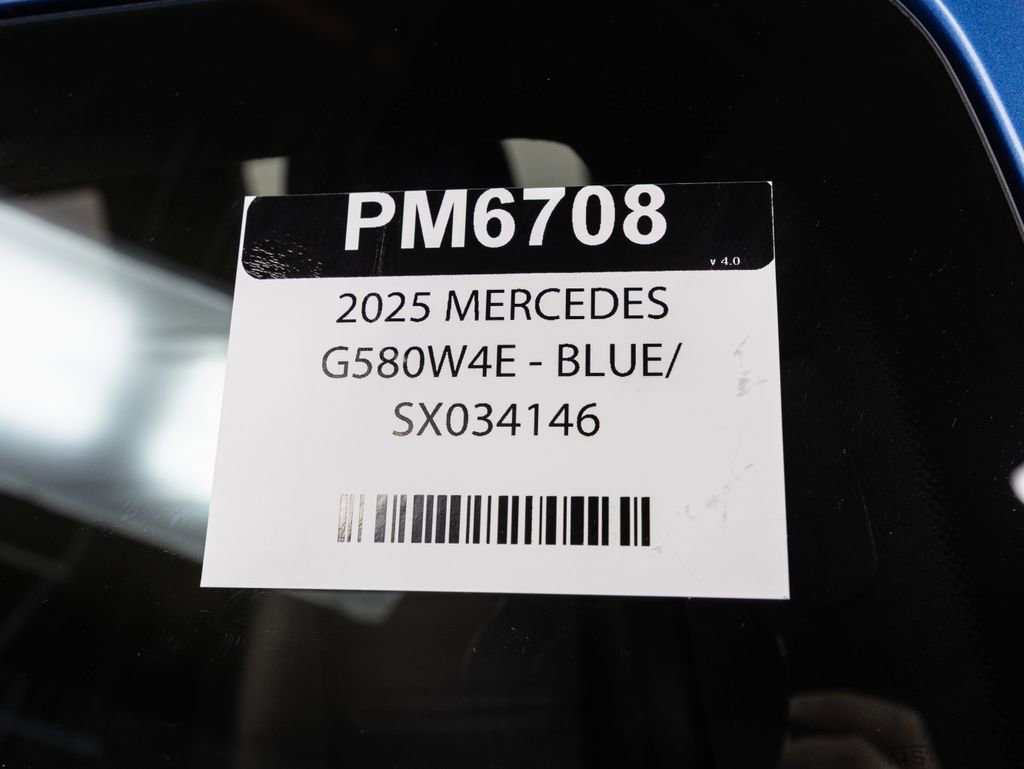 PM6708
v 4.0
2025 MERCEDES
G580W4E - BLUE/
SX034146